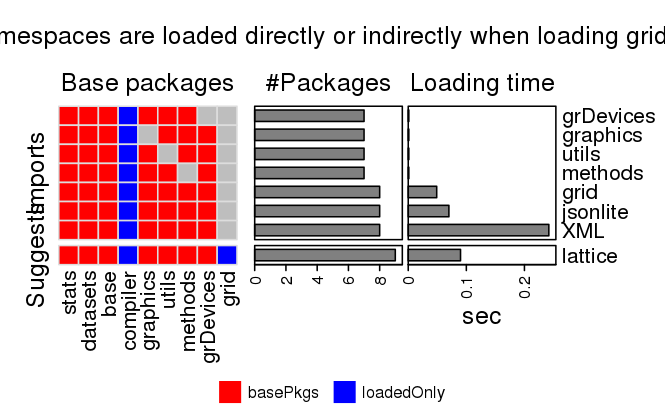 mespaces are loaded directly or indirectly when loading grid
Base packages #Packages Loading time
Imports
Suggests
grDevices
graphics
utils
methods
grid
jsonlite
XML
lattice
stats
datasets
base
compiler
graphics
utils
methods
grDevices
grid
0 2 4 6 8
0 0.1 0.2
sec
basePkgs loadedOnly